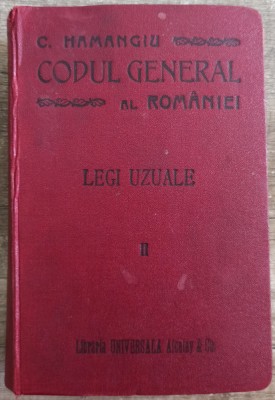 C. HAMANGIU
CODUL GENERAL
AL ROMÂNIEI
LEGI UZUALE
II
Librăria UNIVERSALA Alcalay & Co.